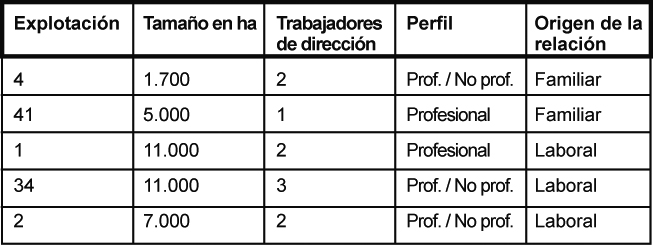 Explotación Tamaño en ha Trabajadores de dirección Perfil Origen de la relación
4 1.700 2 Prof. / No prof. Familiar
41 5.000 1 Profesional Familiar
1 11.000 2 Profesional Laboral
34 11.000 3 Prof. / No prof. Laboral
2 7.000 2 Prof. / No prof. Laboral